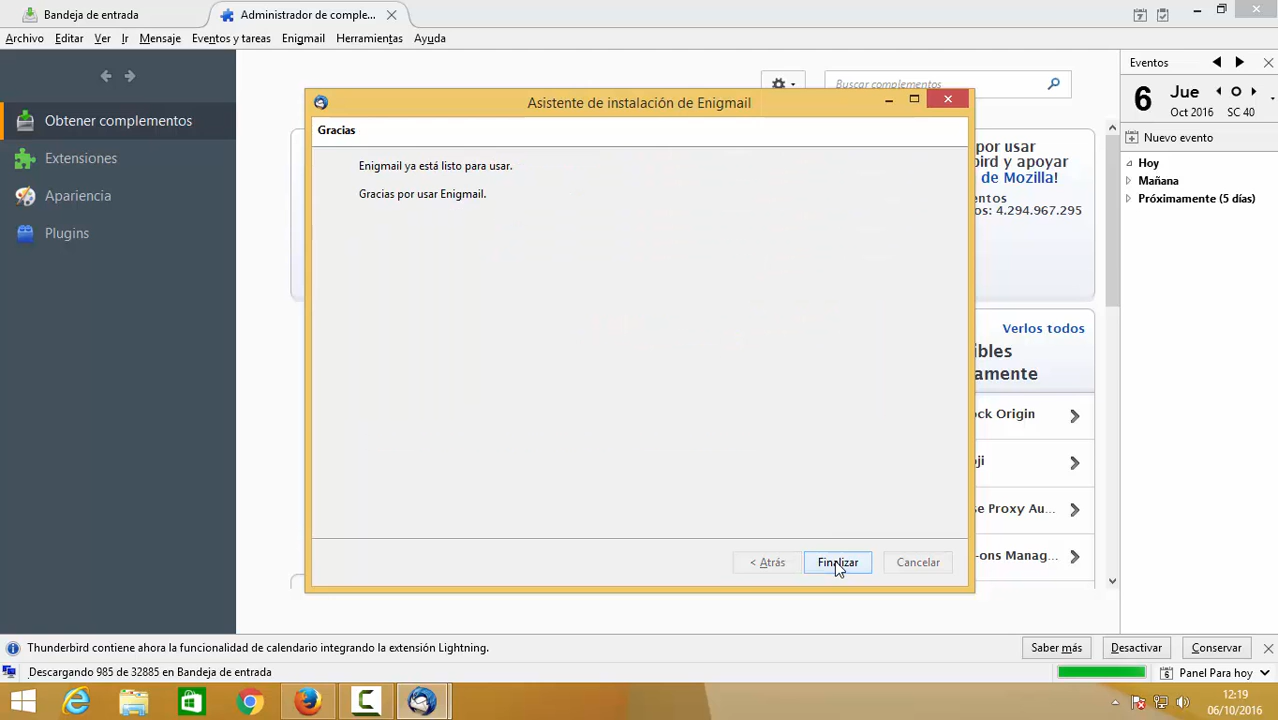 Bandeja de entrada
Administrador de comple...
Archivo Editar Ver Ir Mensaje Eventos y tareas Enigmail Herramientas Ayuda
Obtener complementos
Extensiones
Apariencia
Plugins
Buscar complementos
Asistente de instalación de Enigmail
Gracias
Enigmail ya está listo para usar.
Gracias por usar Enigmail.
< Atrás Finalizar Cancelar
por usar
bird y apoyar
de Mozilla!
entos
os: 4.294.967.295
Verlos todos
ibles
amente
ock Origin
oji
se Proxy Au...
-ons Manag...
Eventos
6 Jue
Oct 2016 SC 40
Nuevo evento
Hoy
Mañana
Próximamente (5 días)
Thunderbird contiene ahora la funcionalidad de calendario integrando la extensión Lightning.
Saber más Desactivar Conservar
Descargando 985 de 32885 en Bandeja de entrada
7
6 Panel Para hoy
12:19
06/10/2016